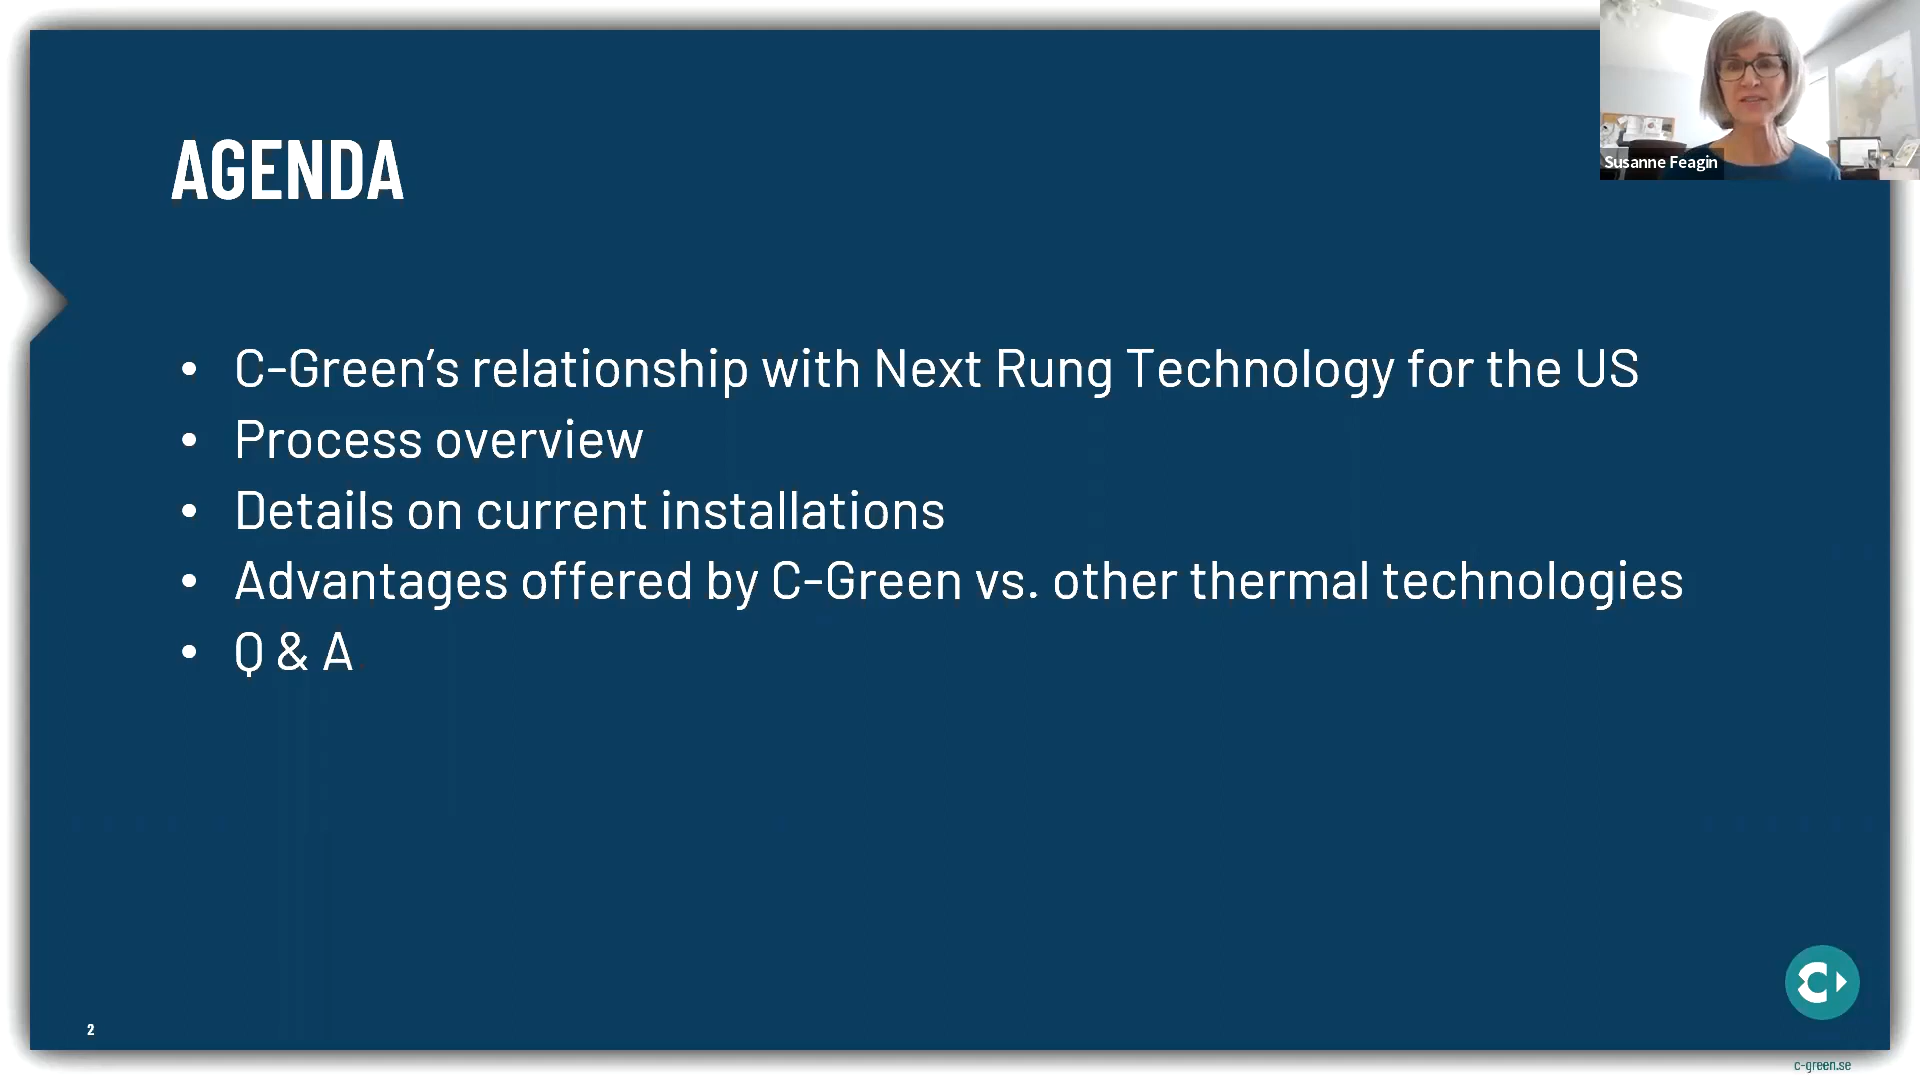 Susanne Feagin
AGENDA
• C-Green’s relationship with Next Rung Technology for the US
• Process overview
• Details on current installations
• Advantages offered by C-Green vs. other thermal technologies
• Q & A
2
c-green.se